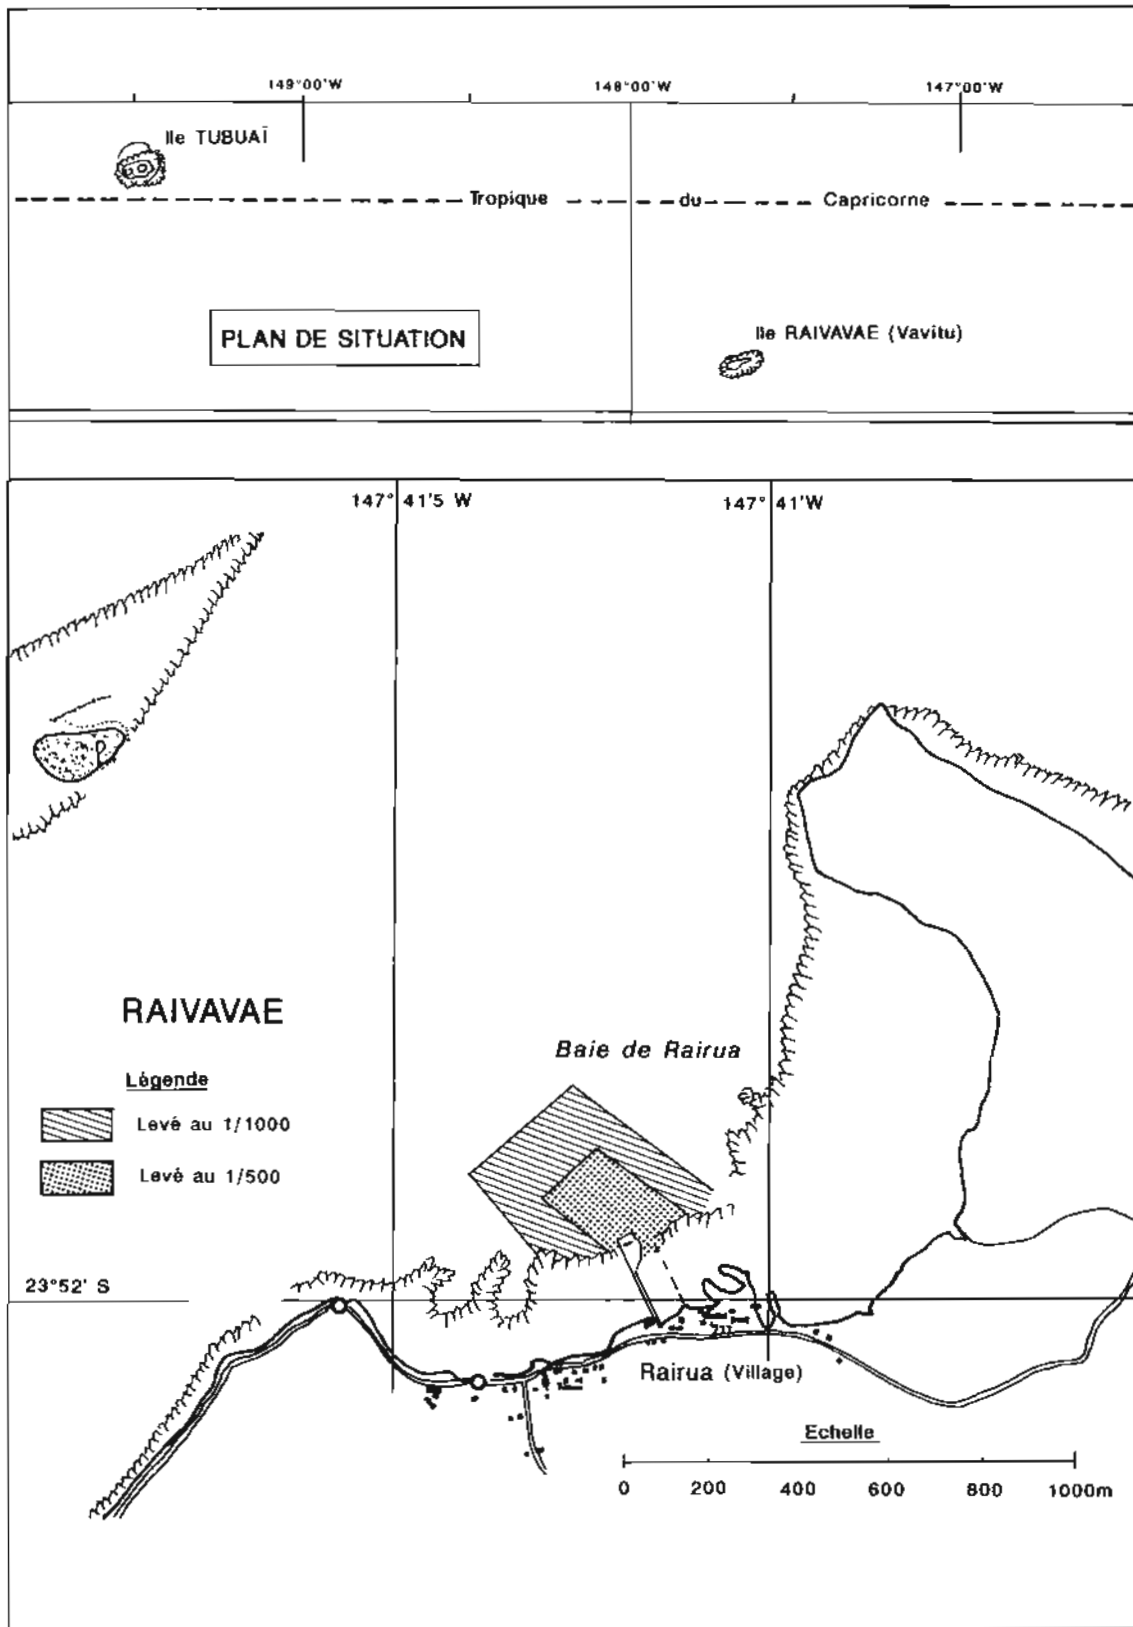 149°00'W 148°00'W 147°00'W
Ile TUBUAÏ
Tropique du Capricorne
PLAN DE SITUATION
Ile RAIVAVAE (Vavitu)
147° 41'5 W 147° 41'W
RAIVAVAE
Baie de Rairua
Légende
Levé au 1/1000
Levé au 1/500
23°52' S
Rairua (Village)
Echelle
0 200 400 600 800 1000m